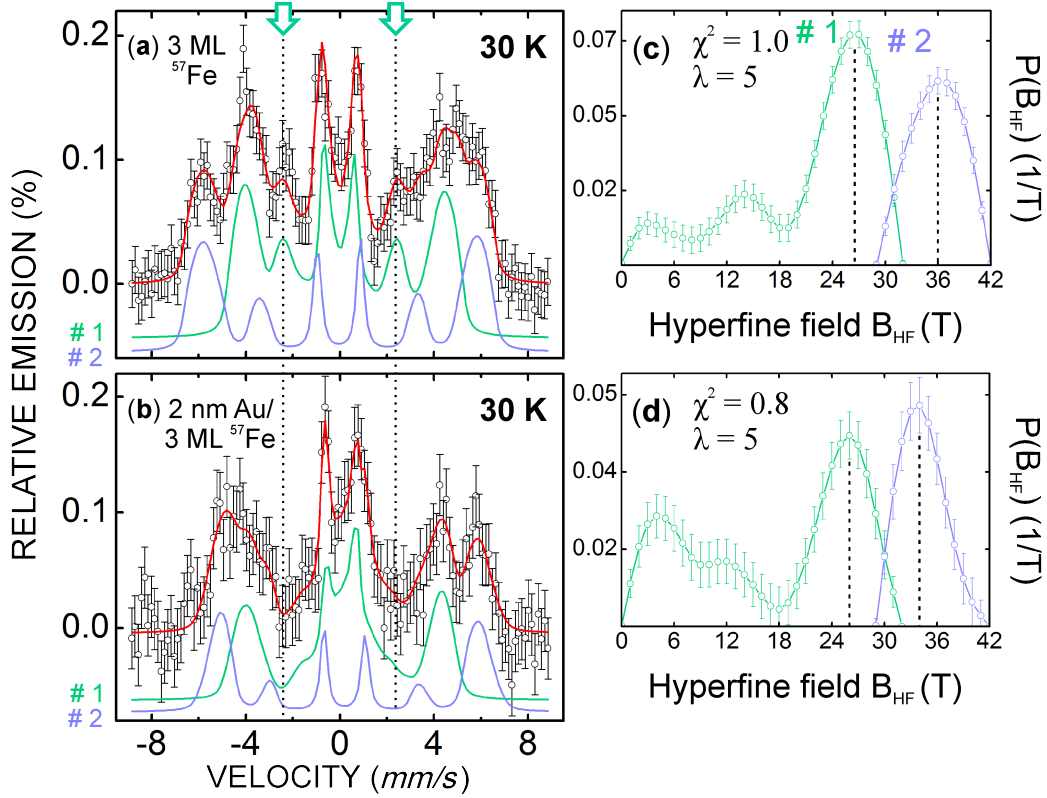 RELATIVE EMISSION (%)
(a) 3 ML
⁵⁷Fe
30 K
0.2
0.1
0.0
# 1
# 2
(b) 2 nm Au/
3 ML ⁵⁷Fe
30 K
0.2
0.1
0.0
# 1
# 2
-8 -4 0 4 8
VELOCITY (mm/s)
(c) χ² = 1.0
λ = 5
# 1
# 2
0.07
0.05
0.02
0 6 12 18 24 30 36 42
Hyperfine field B_HF (T)
P(B_HF) (1/T)
(d) χ² = 0.8
λ = 5
0.05
0.04
0.02
0 6 12 18 24 30 36 42
Hyperfine field B_HF (T)
P(B_HF) (1/T)